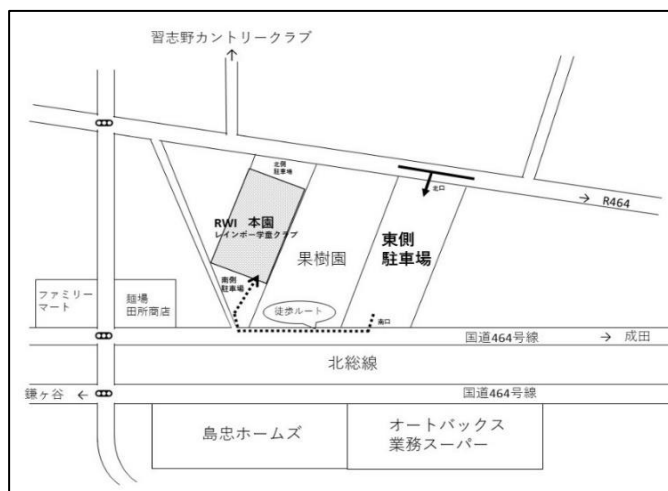 習志野カントリークラブ
北側
駐車場
北口
→ R464
RWI 本園
レインボー学童クラブ
東側
駐車場
果樹園
南側
駐車場
ファミリー
マート
麺場
田所商店
徒歩ルート
南口
国道464号線 → 成田
北総線
鎌ヶ谷 ←
国道464号線
島忠ホームズ
オートバックス
業務スーパー